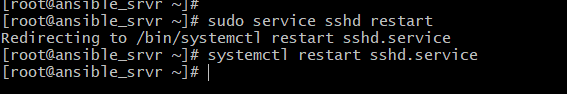 [root@ansible_srvr ~]#
[root@ansible_srvr ~]# sudo service sshd restart
Redirecting to /bin/systemctl restart sshd.service
[root@ansible_srvr ~]# systemctl restart sshd.service
[root@ansible_srvr ~]#